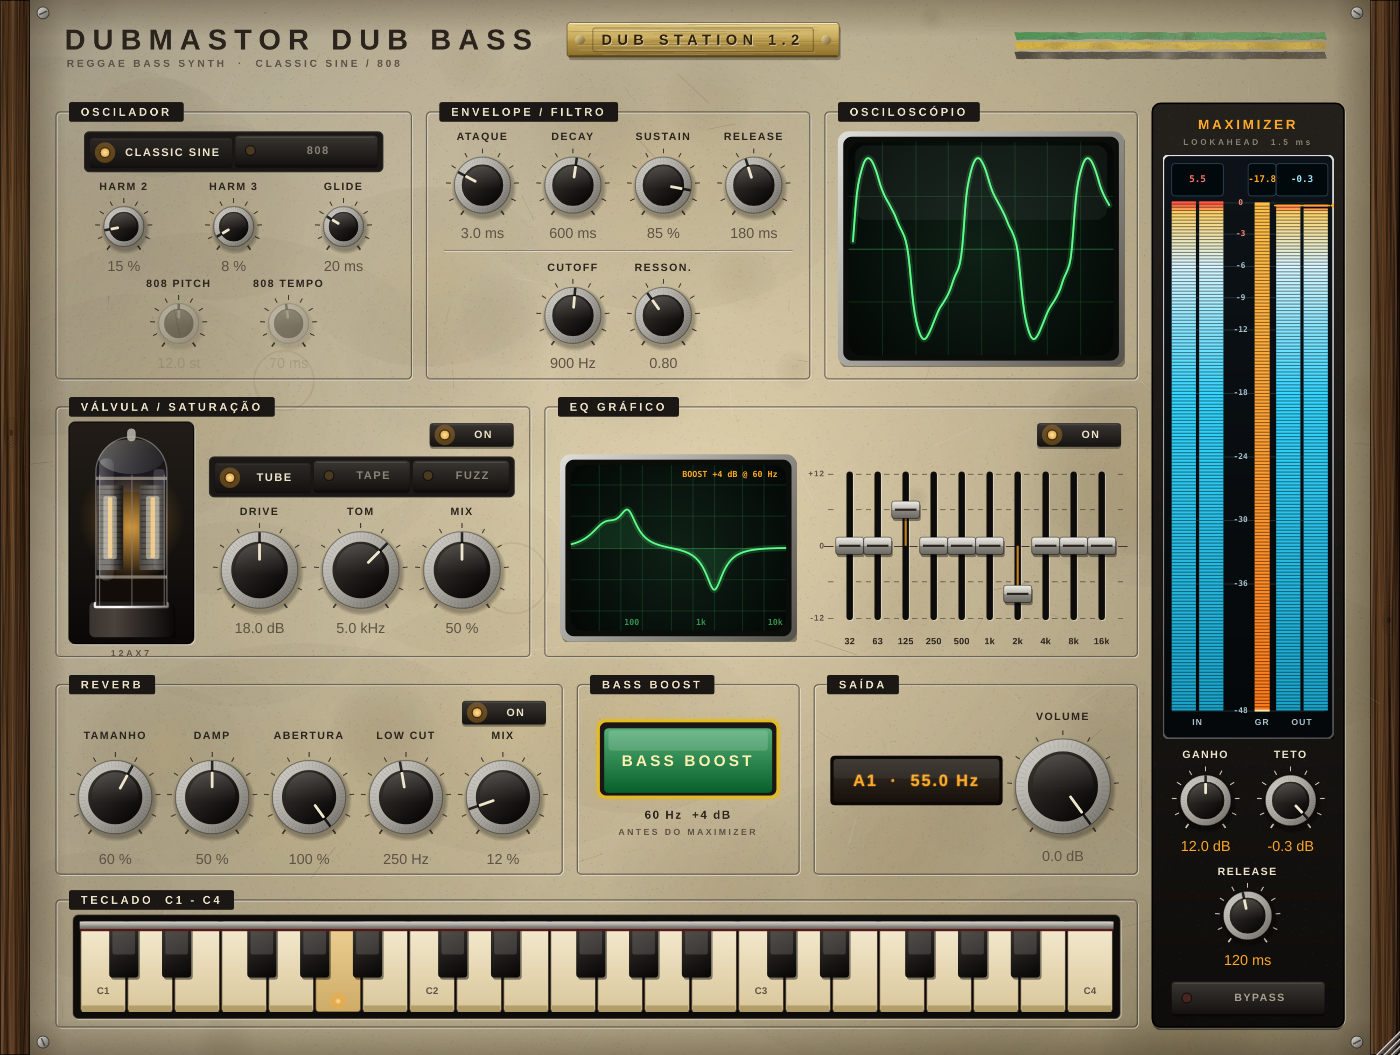 DUBMASTOR DUB BASS
REGGAE BASS SYNTH · CLASSIC SINE / 808
DUB STATION 1.2
OSCILADOR
CLASSIC SINE
808
HARM 2
HARM 3
GLIDE
15 %
8 %
20 ms
808 PITCH
808 TEMPO
12.0 st
70 ms
ENVELOPE / FILTRO
ATAQUE
DECAY
SUSTAIN
RELEASE
3.0 ms
600 ms
85 %
180 ms
CUTOFF
RESSON.
900 Hz
0.80
OSCILOSCÓPIO
MAXIMIZER
LOOKAHEAD 1.5 ms
5.5
-17.8
-0.3
0
-3
-6
-9
-12
-18
-24
-30
-36
-48
IN
GR
OUT
GANHO
TETO
12.0 dB
-0.3 dB
RELEASE
120 ms
BYPASS
VÁLVULA / SATURAÇÃO
ON
TUBE
TAPE
FUZZ
DRIVE
TOM
MIX
18.0 dB
5.0 kHz
50 %
12AX7
EQ GRÁFICO
ON
BOOST +4 dB @ 60 Hz
100
1k
10k
+12
0
-12
32
63
125
250
500
1k
2k
4k
8k
16k
REVERB
ON
TAMANHO
DAMP
ABERTURA
LOW CUT
MIX
60 %
50 %
100 %
250 Hz
12 %
BASS BOOST
BASS BOOST
60 Hz +4 dB
ANTES DO MAXIMIZER
SAÍDA
VOLUME
A1 · 55.0 Hz
0.0 dB
TECLADO C1 - C4
C1
C2
C3
C4